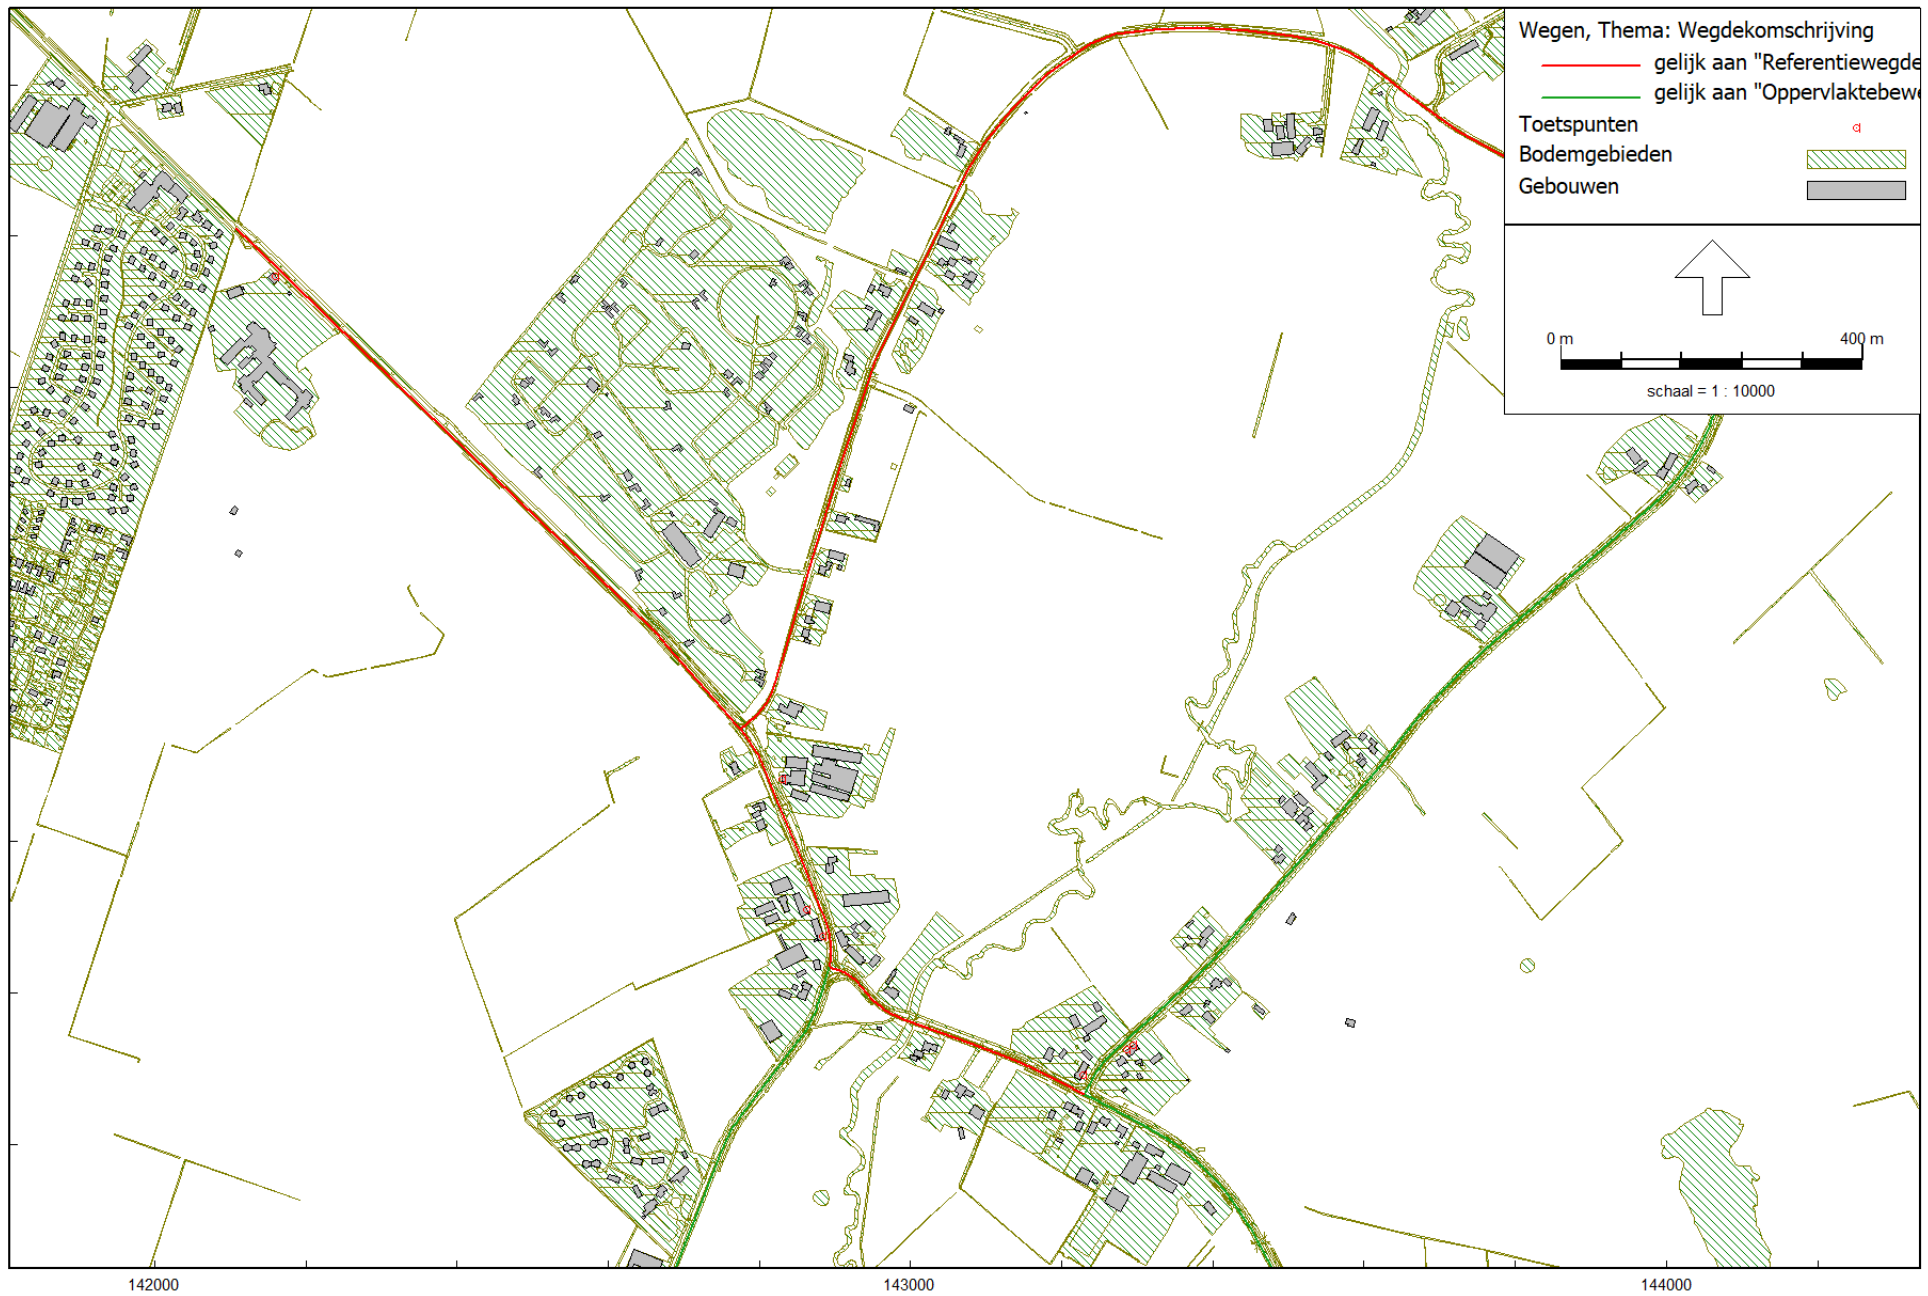 Wegen, Thema: Wegdekomschrijving
gelijk aan "Referentiewegde
gelijk aan "Oppervlaktebewe
Toetspunten
Bodemgebieden
Gebouwen
0 m 400 m
schaal = 1 : 10000
142000 143000 144000